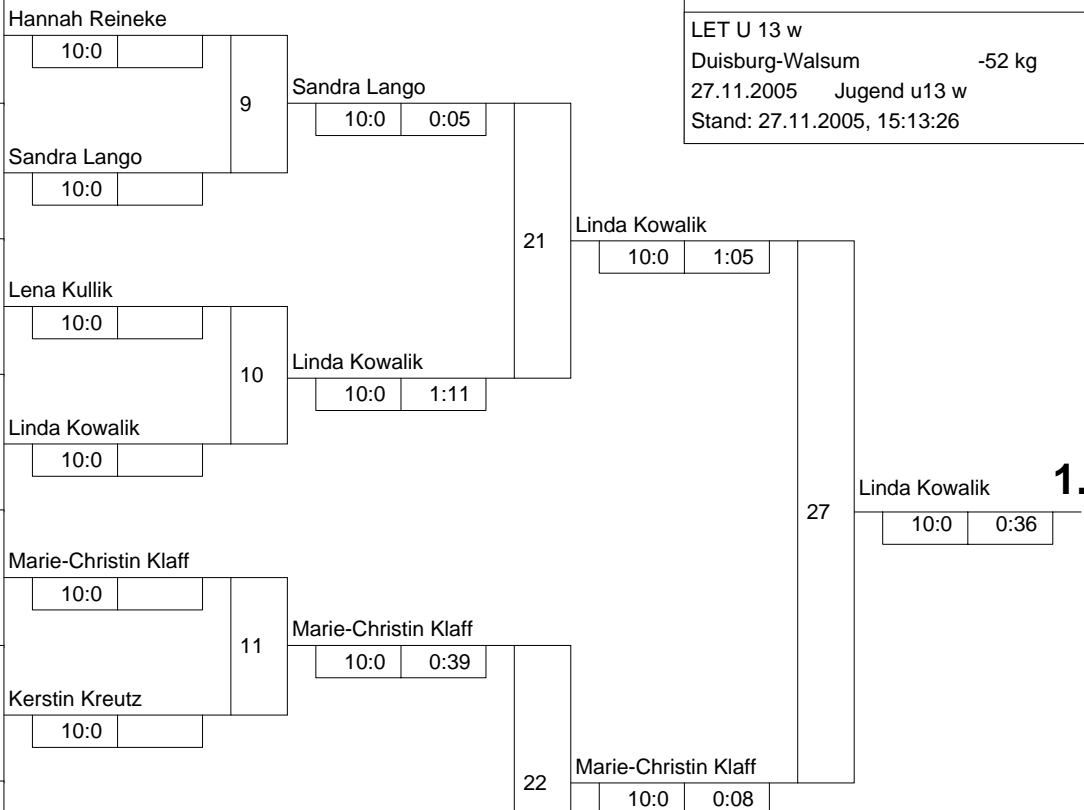 Hannah Reineke
10:0
LET U 13 w
Duisburg-Walsum -52 kg
27.11.2005 Jugend u13 w
Stand: 27.11.2005, 15:13:26
9
Sandra Lango
10:0 0:05
Sandra Lango
10:0
21
Linda Kowalik
10:0 1:05
Lena Kullik
10:0
10
Linda Kowalik
10:0 1:11
Linda Kowalik
10:0
27
Linda Kowalik 1.
10:0 0:36
Marie-Christin Klaff
10:0
11
Marie-Christin Klaff
10:0 0:39
Kerstin Kreutz
10:0
22
Marie-Christin Klaff
10:0 0:08